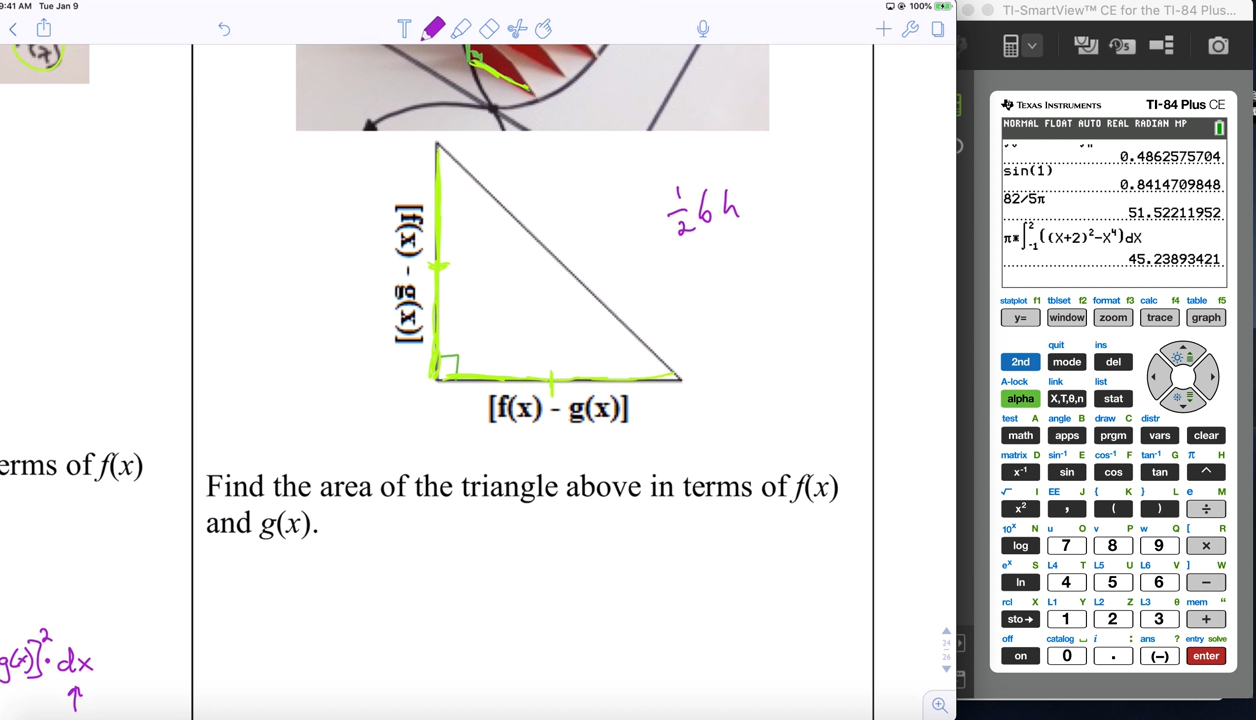 9:41 AM Tue Jan 9
100%
TI-SmartView™ CE for the TI-84 Plus...
[f(x) - g(x)]
½ b h
[f(x) - g(x)]
erms of f(x)
Find the area of the triangle above in terms of f(x)
and g(x).
g(x)]²· dx
↑
24
26
TEXAS INSTRUMENTS TI-84 Plus CE
NORMAL FLOAT AUTO REAL RADIAN MP
0.4862575704
sin(1)
0.8414709848
82/5π
51.52211952
π*∫₋₁²((X+2)²-X⁴)dX
45.23893421
statplot f1 tblset f2 format f3 calc f4 table f5
y= window zoom trace graph
quit ins
2nd mode del
A-lock link list
alpha X,T,θ,n stat
test A angle B draw C distr
math apps prgm vars clear
matrix D sin⁻¹ E cos⁻¹ F tan⁻¹ G π H
x⁻¹ sin cos tan ^
√ I EE J { K } L e M
x² , ( ) ÷
10ˣ N u O v P w Q [ R
log 7 8 9 ×
eˣ S L4 T L5 U L6 V ] W
ln 4 5 6 −
rcl X L1 Y L2 Z L3 θ mem "
sto→ 1 2 3 +
off catalog ⎵ i : ans ? entry solve
on 0 . (−) enter